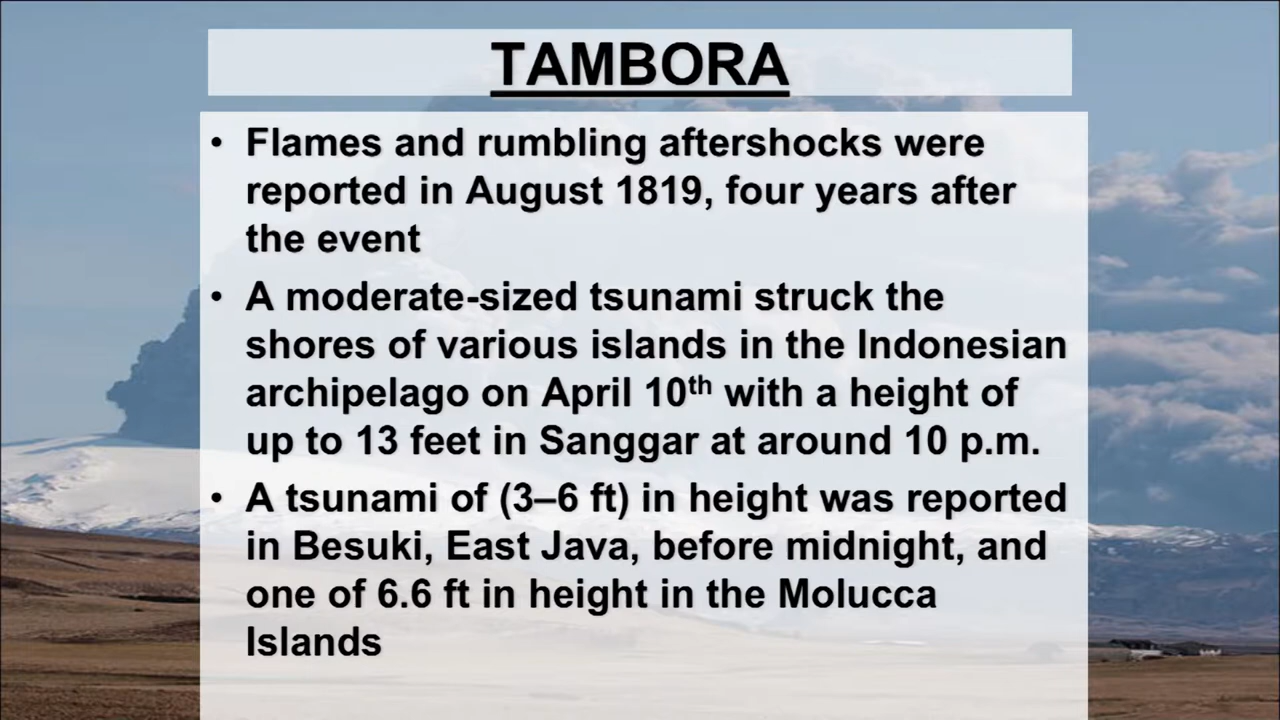 TAMBORA
• Flames and rumbling aftershocks were
reported in August 1819, four years after
the event
• A moderate-sized tsunami struck the
shores of various islands in the Indonesian
archipelago on April 10th with a height of
up to 13 feet in Sanggar at around 10 p.m.
• A tsunami of (3–6 ft) in height was reported
in Besuki, East Java, before midnight, and
one of 6.6 ft in height in the Molucca
Islands